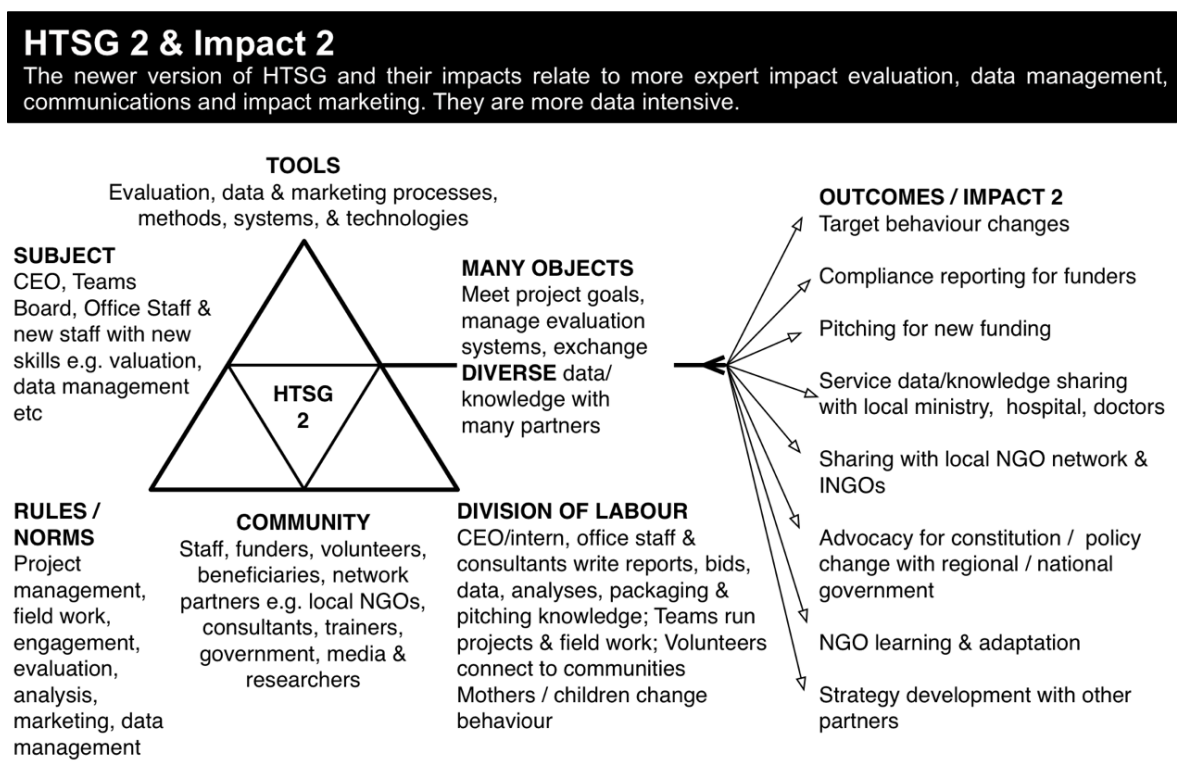 HTSG 2 & Impact 2
The newer version of HTSG and their impacts relate to more expert impact evaluation, data management,
communications and impact marketing. They are more data intensive.
TOOLS
Evaluation, data & marketing processes,
methods, systems, & technologies
SUBJECT
CEO, Teams
Board, Office Staff &
new staff with new
skills e.g. valuation,
data management
etc
HTSG
2
MANY OBJECTS
Meet project goals,
manage evaluation
systems, exchange
DIVERSE data/
knowledge with
many partners
RULES /
NORMS
Project
management,
field work,
engagement,
evaluation,
analysis,
marketing, data
management
COMMUNITY
Staff, funders, volunteers,
beneficiaries, network
partners e.g. local NGOs,
consultants, trainers,
government, media &
researchers
DIVISION OF LABOUR
CEO/intern, office staff &
consultants write reports, bids,
data, analyses, packaging &
pitching knowledge; Teams run
projects & field work; Volunteers
connect to communities
Mothers / children change
behaviour
OUTCOMES / IMPACT 2
Target behaviour changes
Compliance reporting for funders
Pitching for new funding
Service data/knowledge sharing
with local ministry, hospital, doctors
Sharing with local NGO network &
INGOs
Advocacy for constitution / policy
change with regional / national
government
NGO learning & adaptation
Strategy development with other
partners